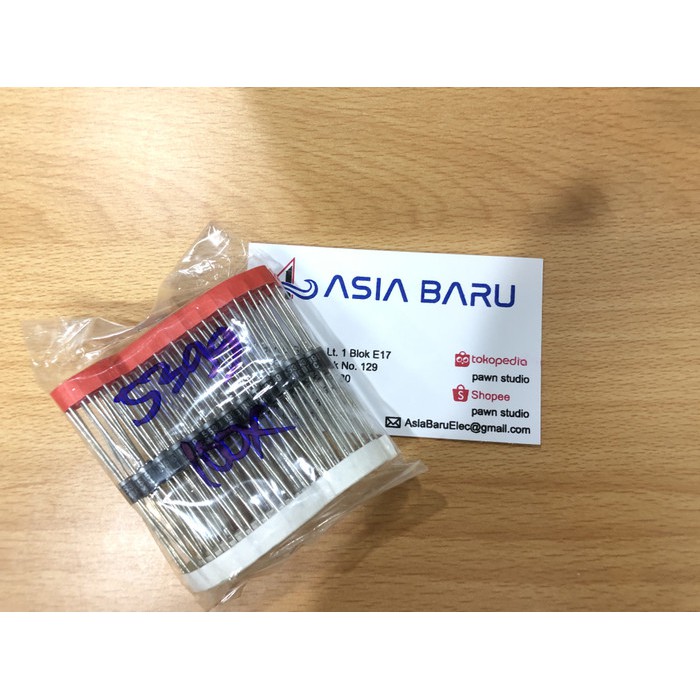 ASIA BARU
Lt. 1 Blok E17
k No. 129
tokopedia
pawn studio
Shopee
pawn studio
AsiaBaruElec@gmail.com